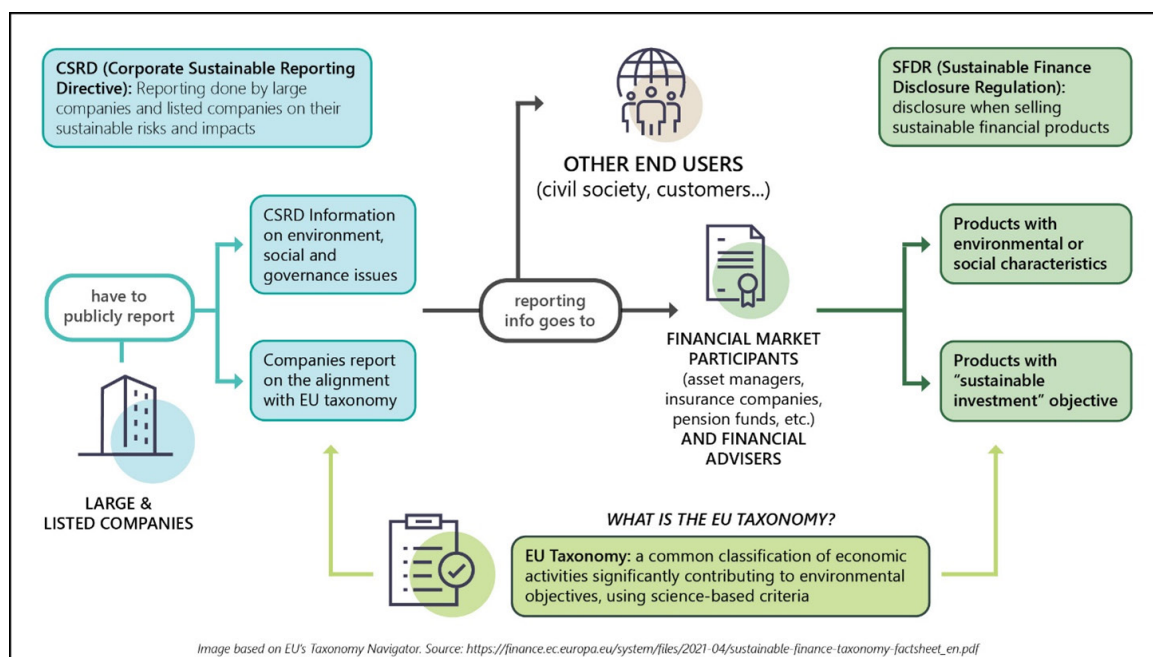 CSRD (Corporate Sustainable Reporting
Directive): Reporting done by large
companies and listed companies on their
sustainable risks and impacts
OTHER END USERS
(civil society, customers...)
SFDR (Sustainable Finance
Disclosure Regulation):
disclosure when selling
sustainable financial products
have to
publicly report
LARGE &
LISTED COMPANIES
CSRD Information
on environment,
social and
governance issues
Companies report
on the alignment
with EU taxonomy
reporting
info goes to
FINANCIAL MARKET
PARTICIPANTS
(asset managers,
insurance companies,
pension funds, etc.)
AND FINANCIAL
ADVISERS
Products with
environmental or
social characteristics
Products with
“sustainable
investment” objective
WHAT IS THE EU TAXONOMY?
EU Taxonomy: a common classification of economic
activities significantly contributing to environmental
objectives, using science-based criteria
Image based on EU's Taxonomy Navigator. Source: https://finance.ec.europa.eu/system/files/2021-04/sustainable-finance-taxonomy-factsheet_en.pdf